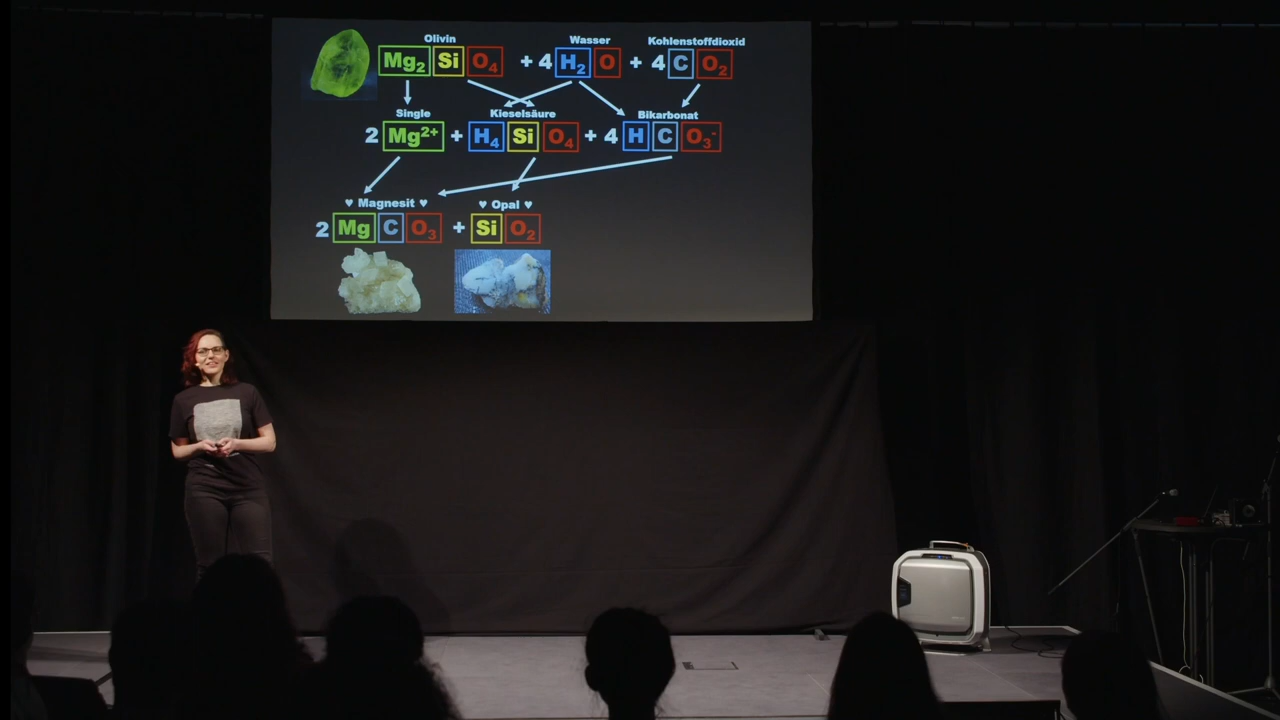 Olivin Wasser Kohlenstoffdioxid
Mg₂ Si O₄ + 4 H₂ O + 4 C O₂
Single Kieselsäure Bikarbonat
2 Mg²⁺ + H₄ Si O₄ + 4 H C O₃⁻
♥ Magnesit ♥ ♥ Opal ♥
2 Mg C O₃ + Si O₂